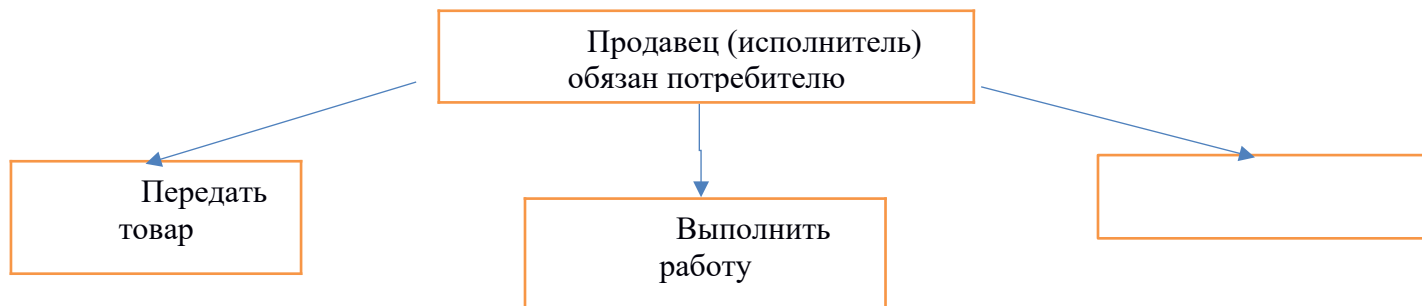 Продавец (исполнитель)
обязан потребителю
Передать
товар
Выполнить
работу